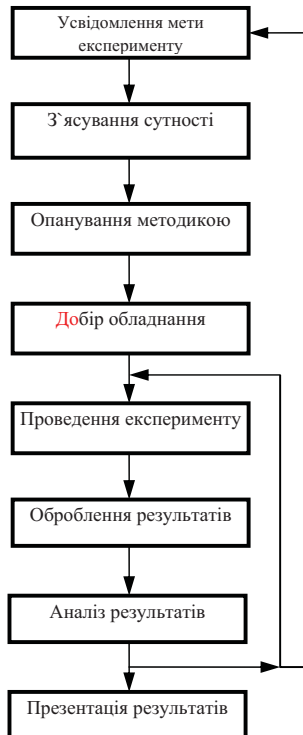 Усвідомлення мети
експерименту
З`ясування сутності
Опанування методикою
Добір обладнання
Проведення експерименту
Оброблення результатів
Аналіз результатів
Презентація результатів